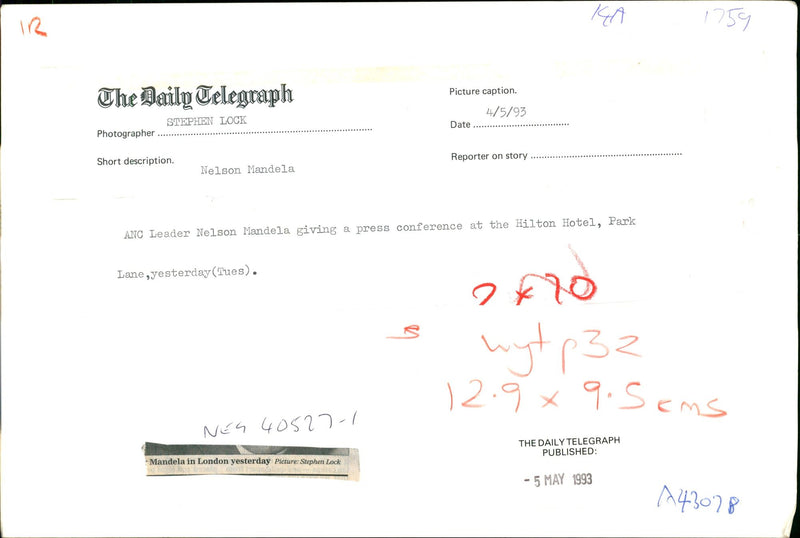 1R
KA 1759
The Daily Telegraph
STEPHEN LOCK
Photographer
Short description.
Nelson Mandela
Picture caption.
4/5/93
Date
Reporter on story
ANC Leader Nelson Mandela giving a press conference at the Hilton Hotel, Park
Lane,yesterday(Tues).
7 x 10
s
wytp32
12.9 x 9.5 cms
NEG 40527-1
Mandela in London yesterday Picture: Stephen Lock
THE DAILY TELEGRAPH
PUBLISHED:
- 5 MAY 1993
A43078